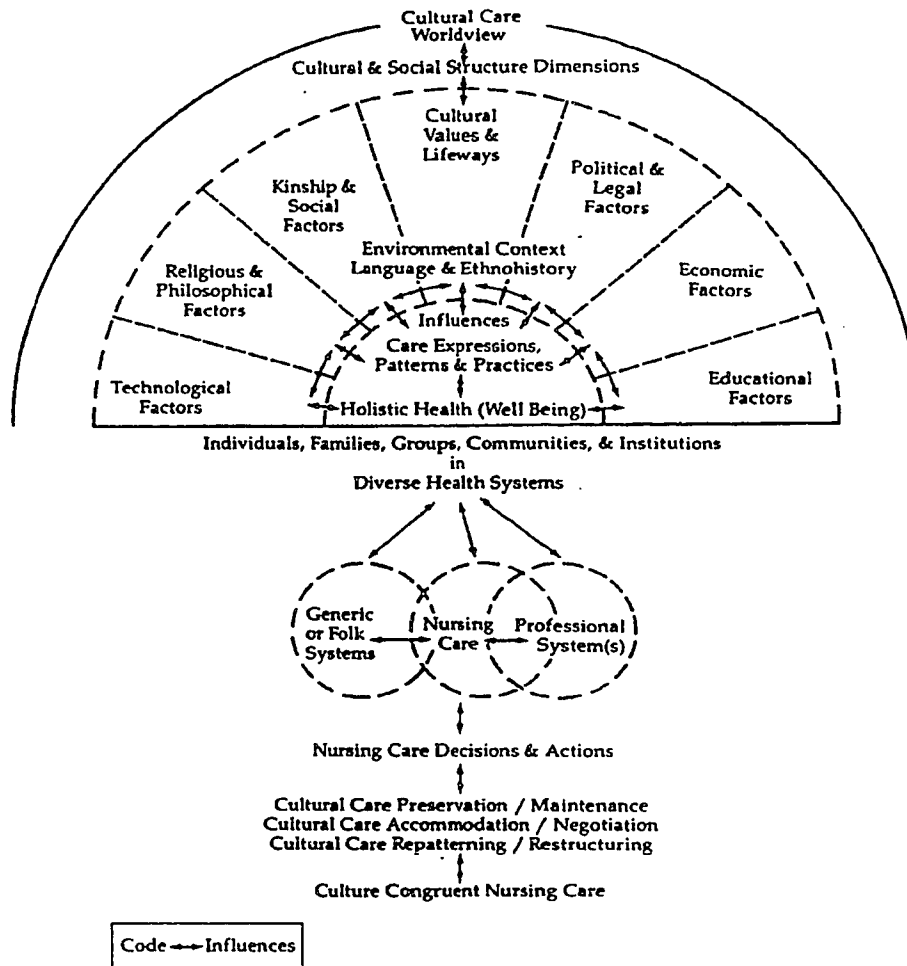 Cultural Care
Worldview
Cultural & Social Structure Dimensions
Cultural
Values &
Lifeways
Kinship &
Social
Factors
Political &
Legal
Factors
Environmental Context
Language & Ethnohistory
Religious &
Philosophical
Factors
Economic
Factors
Influences
Care Expressions,
Patterns & Practices
Technological
Factors
Holistic Health (Well Being)
Educational
Factors
Individuals, Families, Groups, Communities, & Institutions
in
Diverse Health Systems
Generic
or Folk
Systems
Nursing
Care
Professional
System(s)
Nursing Care Decisions & Actions
Cultural Care Preservation / Maintenance
Cultural Care Accommodation / Negotiation
Cultural Care Repatterning / Restructuring
Culture Congruent Nursing Care
Code Influences